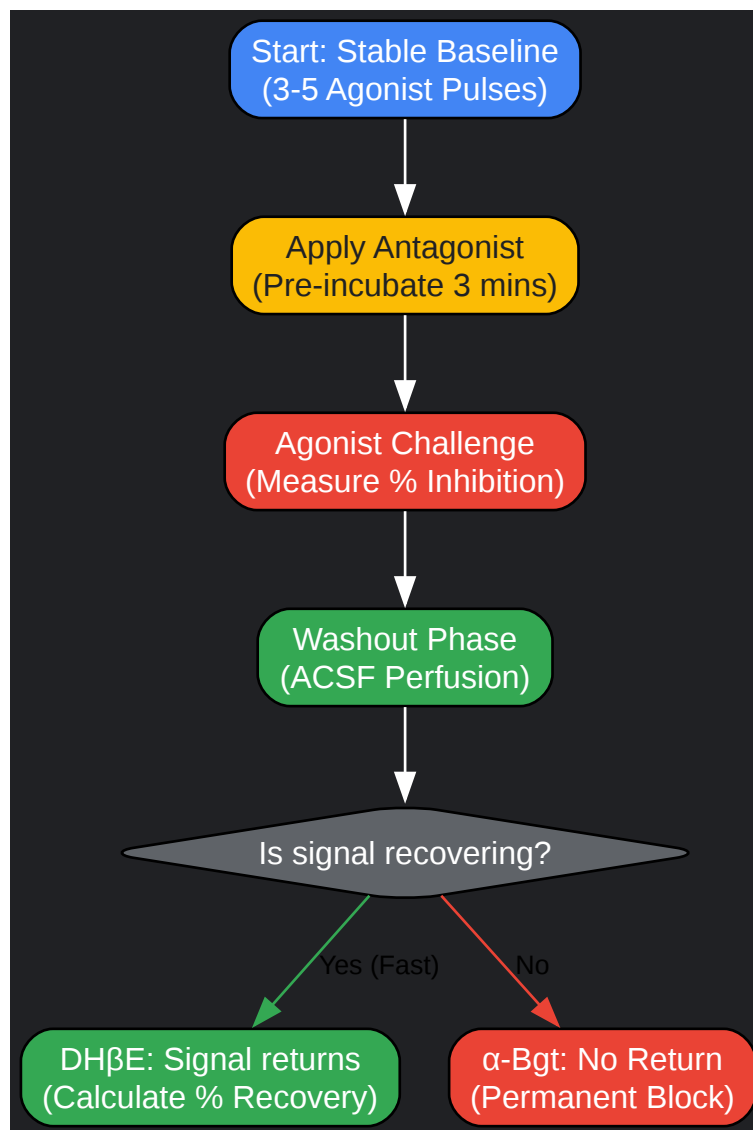 Start: Stable Baseline
(3-5 Agonist Pulses)
Apply Antagonist
(Pre-incubate 3 mins)
Agonist Challenge
(Measure % Inhibition)
Washout Phase
(ACSF Perfusion)
Is signal recovering?
Yes (Fast)
No
DHβE: Signal returns
(Calculate % Recovery)
α-Bgt: No Return
(Permanent Block)